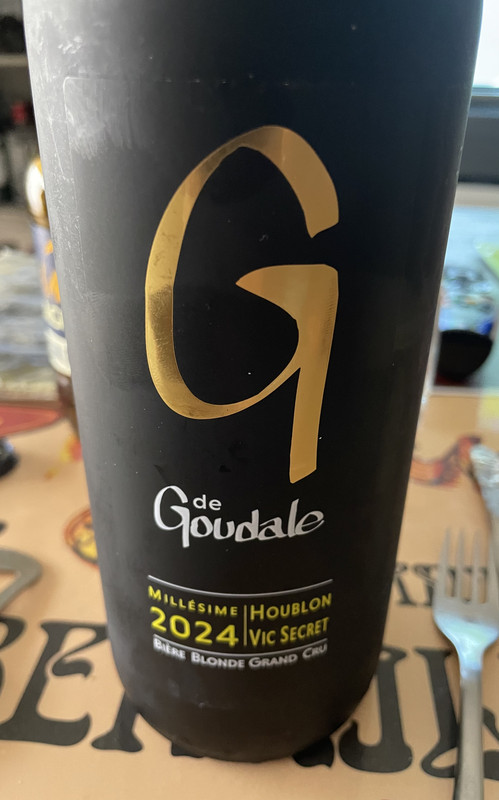 G
de
Goudale
MILLÉSIME
2024
HOUBLON
VIC SECRET
BIÈRE BLONDE GRAND CRU